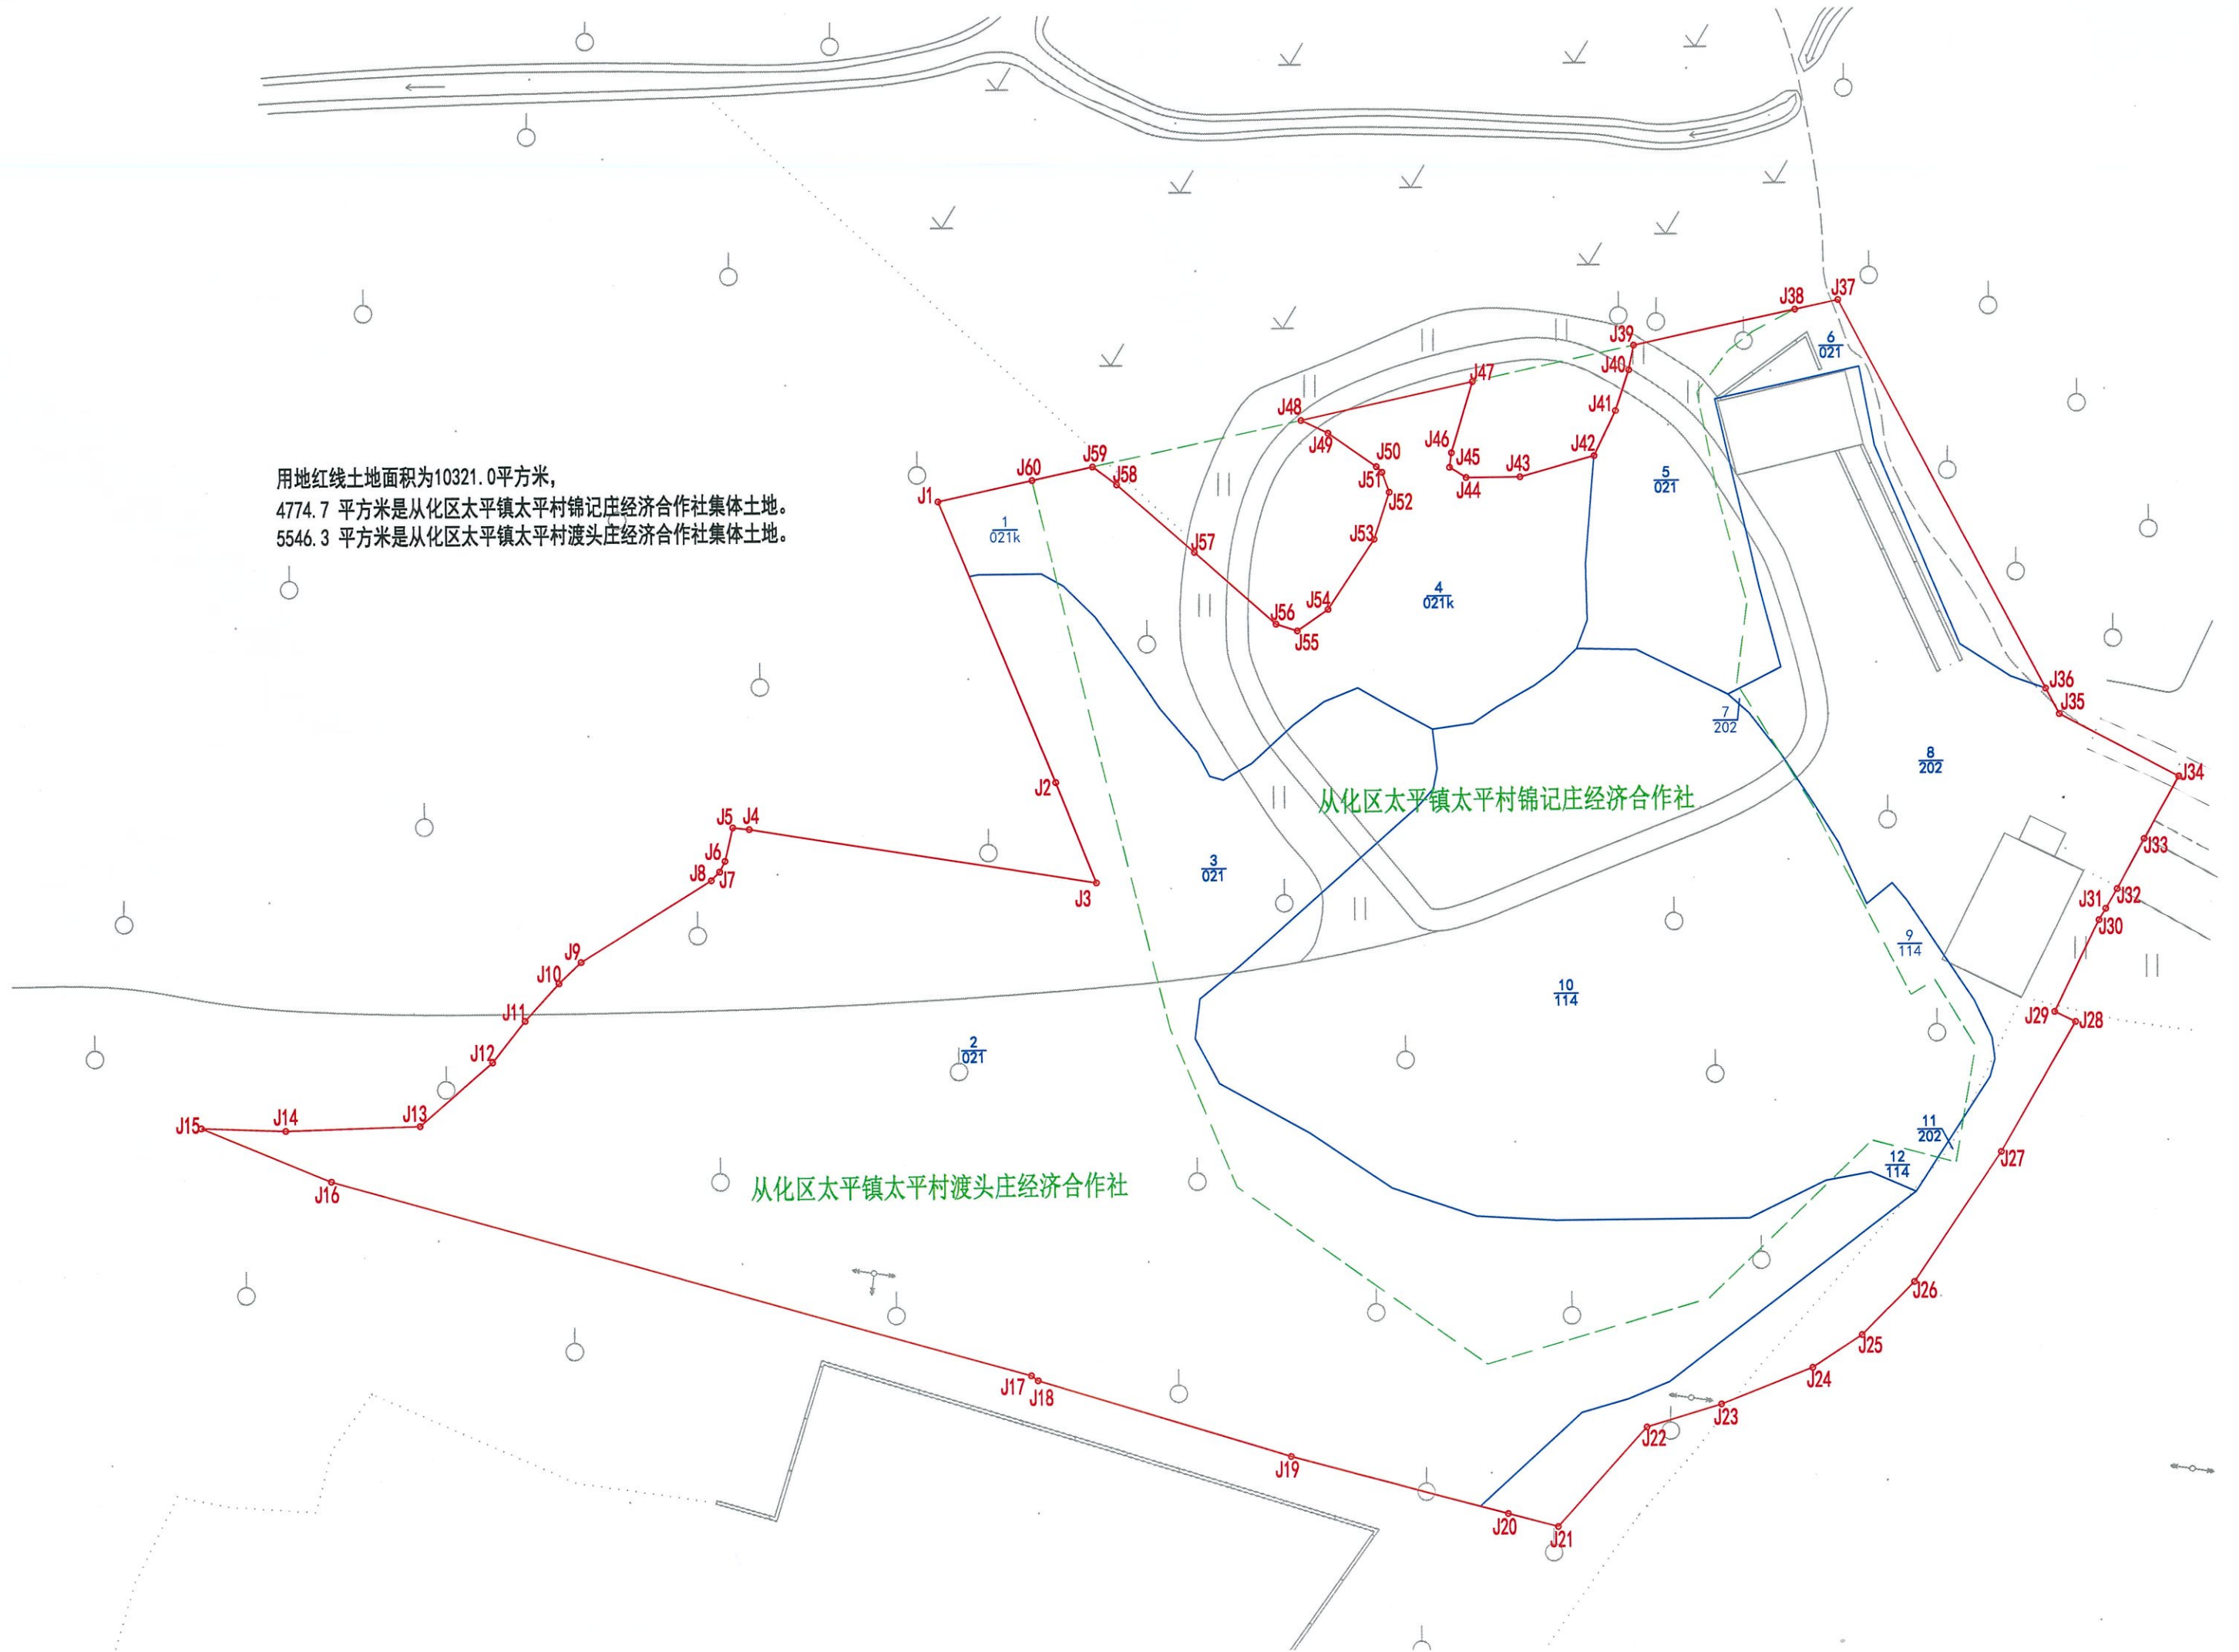 用地红线土地面积为10321.0平方米，
4774.7 平方米是从化区太平镇太平村锦记庄经济合作社集体土地。
5546.3 平方米是从化区太平镇太平村渡头庄经济合作社集体土地。
J37
J38
J39
6
021
J40
J47
J48
J41
J49
J42
J46
J50
J59
J45
J51
J60
J58
J43
J44
5
021
J1
J52
1
021k
J53
J57
4
021k
J54
J56
J55
J36
J35
7
202
8
202
J34
J2
从化区太平镇太平村锦记庄经济合作社
J5
J4
J33
J6
3
021
J8
J7
J3
J31
J32
J30
9
114
J9
J10
10
114
J11
J29
J28
J12
2
021
J15
J14
J13
11
202
12
114
J27
J16
从化区太平镇太平村渡头庄经济合作社
J26
J25
J24
J17
J18
J23
J22
J19
J20
J21